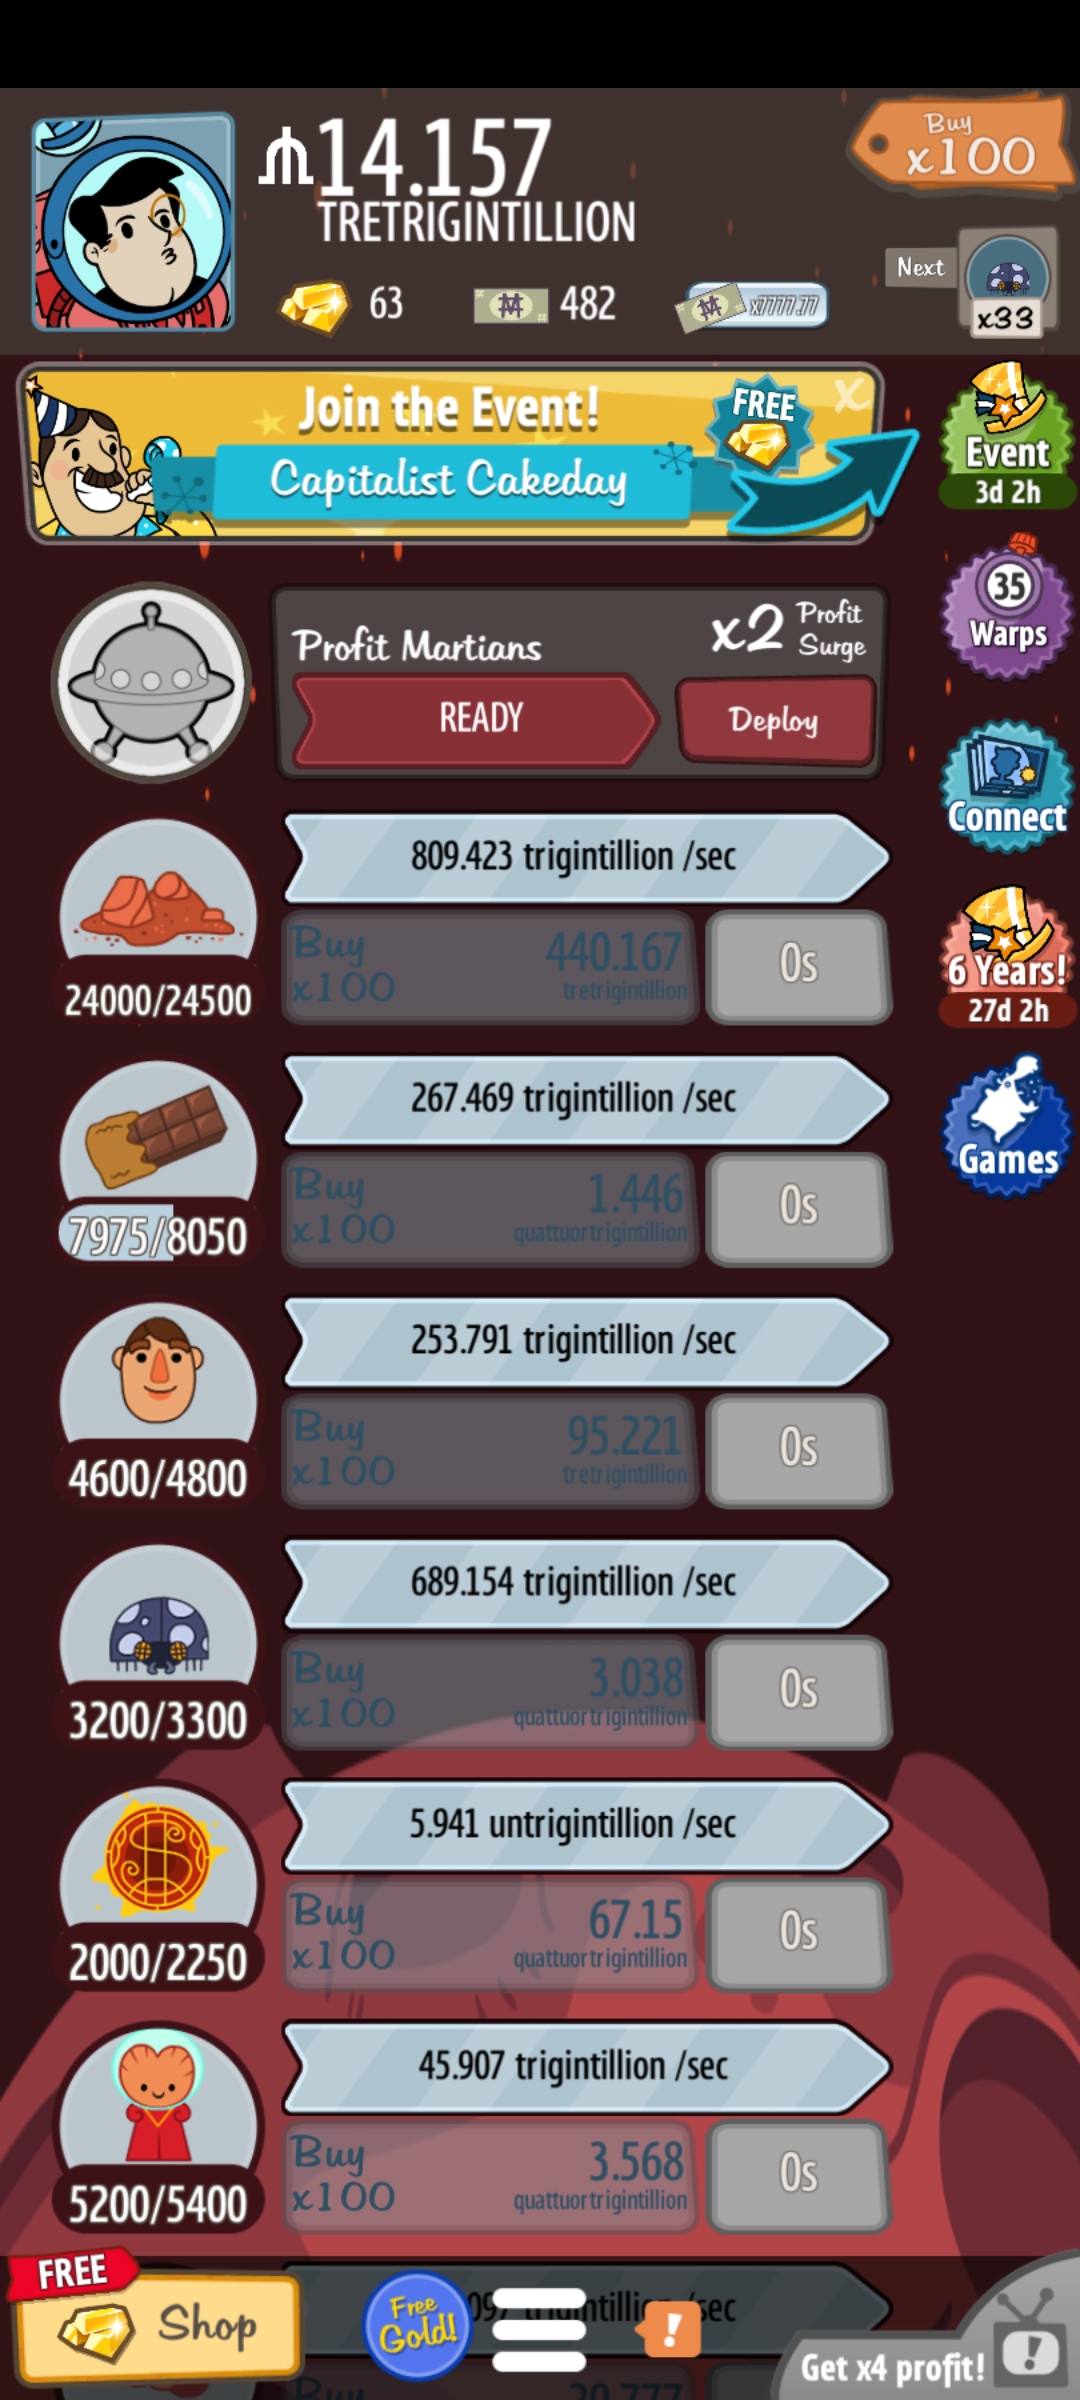 14.157
TRETRIGINTILLION
Buy
x100
63
482
x7777.77
Next
x33
Join the Event!
Capitalist Cakeday
FREE
x
Event
3d 2h
35
Warps
Profit Martians
x2 Profit
Surge
READY
Deploy
Connect
809.423 trigintillion /sec
Buy
x100
440.167
tretrigintillion
0s
24000/24500
6 Years!
27d 2h
267.469 trigintillion /sec
Buy
x100
1.446
quattuortrigintillion
0s
7975/8050
Games
253.791 trigintillion /sec
Buy
x100
95.221
tretrigintillion
0s
4600/4800
689.154 trigintillion /sec
Buy
x100
3.038
quattuortrigintillion
0s
3200/3300
5.941 untrigintillion /sec
Buy
x100
67.15
quattuortrigintillion
0s
2000/2250
45.907 trigintillion /sec
Buy
x100
3.568
quattuortrigintillion
0s
5200/5400
FREE
Shop
Free
Gold!
!
sec
Get x4 profit!
!
Buy
20.777